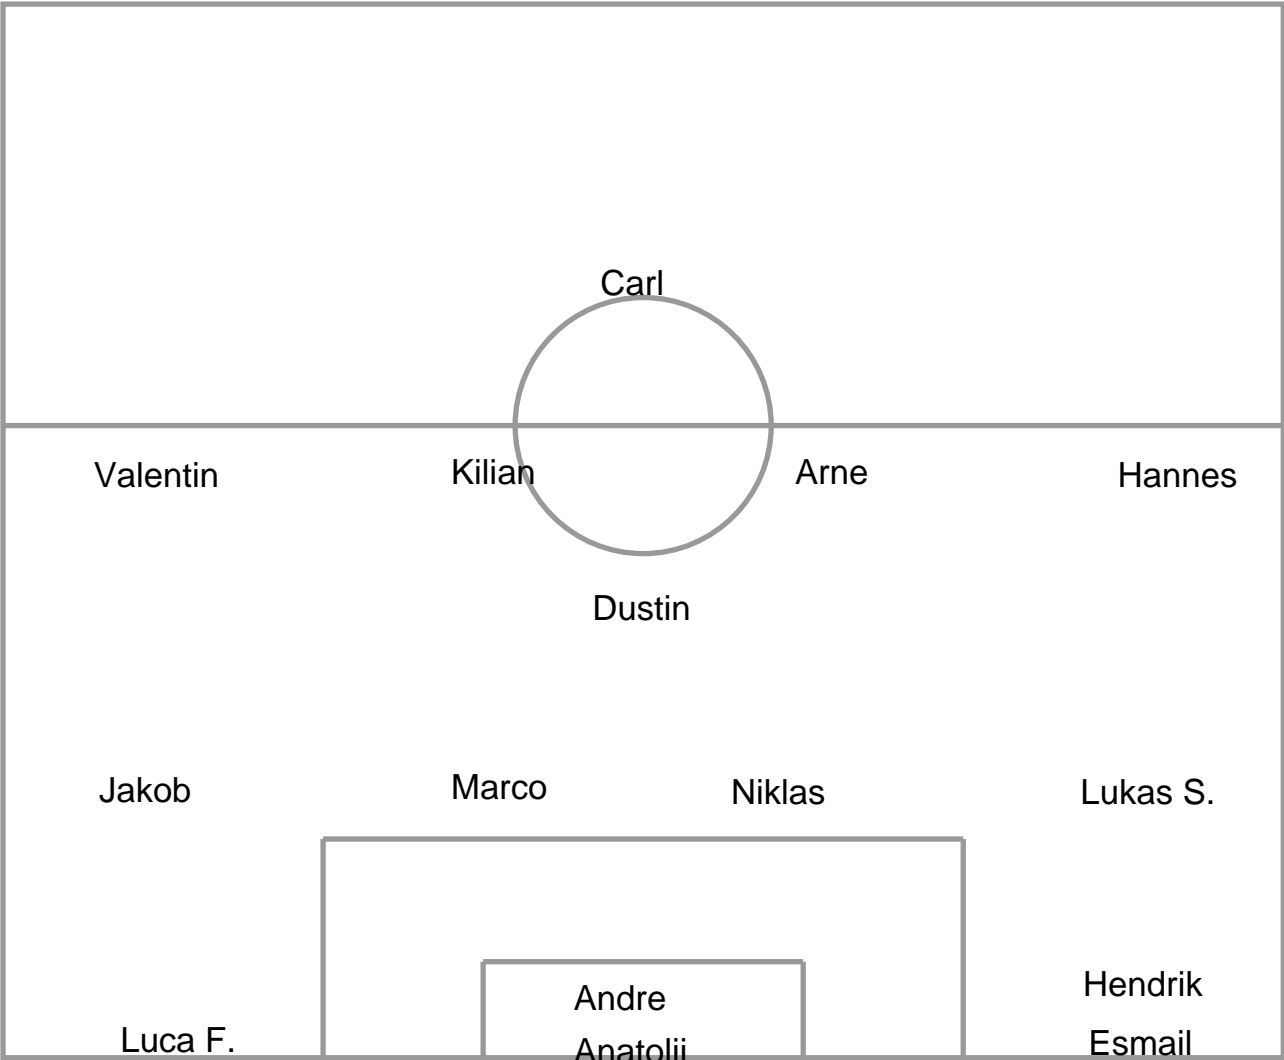 Carl
Valentin Kilian Arne Hannes
Dustin
Jakob Marco Niklas Lukas S.
Hendrik
Andre
Luca F. Esmail
Anatolii